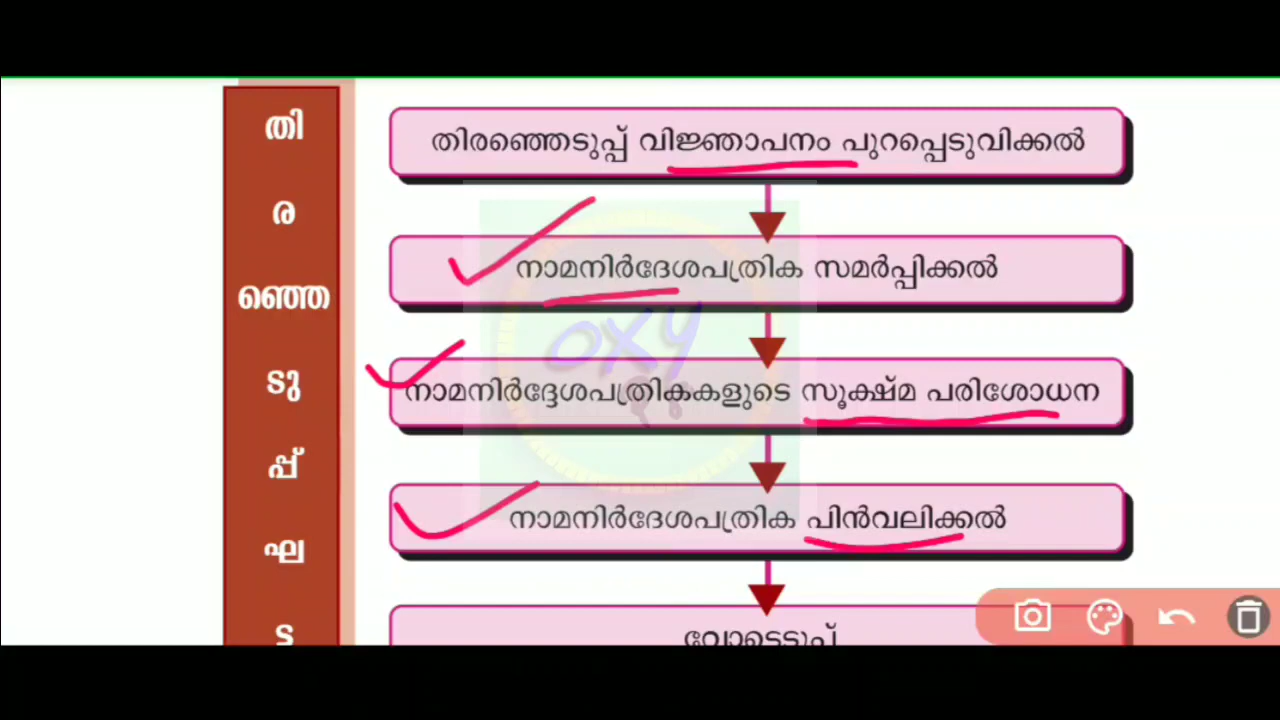 തി
ര
ഞ്ഞെ
ടു
പ്പ്
ഘ
ട
തിരഞ്ഞെടുപ്പ് വിജ്ഞാപനം പുറപ്പെടുവിക്കൽ
നാമനിർദേശപത്രിക സമർപ്പിക്കൽ
നാമനിർദ്ദേശപത്രികകളുടെ സൂക്ഷ്മ പരിശോധന
നാമനിർദേശപത്രിക പിൻവലിക്കൽ
വോട്ടെടുപ്പ്
oxy